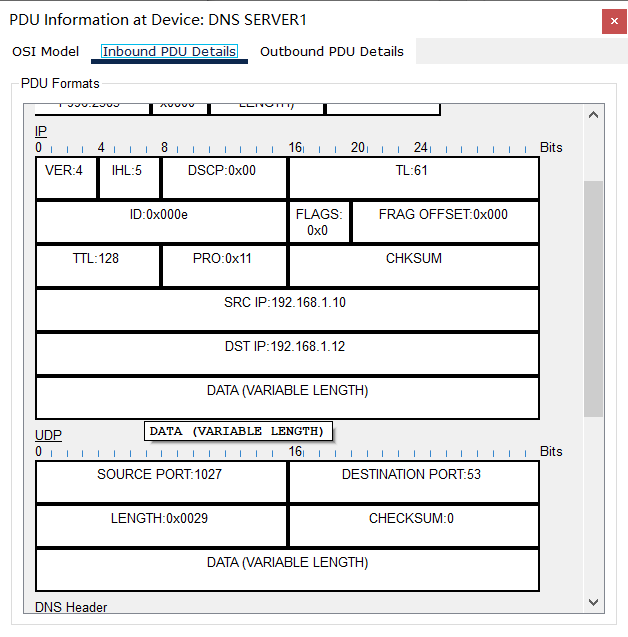 PDU Information at Device: DNS SERVER1
OSI Model Inbound PDU Details Outbound PDU Details
PDU Formats
IP
0 4 8 16 20 24 Bits
VER:4 IHL:5 DSCP:0x00 TL:61
ID:0x000e FLAGS: 0x0 FRAG OFFSET:0x000
TTL:128 PRO:0x11 CHKSUM
SRC IP:192.168.1.10
DST IP:192.168.1.12
DATA (VARIABLE LENGTH)
DATA (VARIABLE LENGTH)
UDP
0 16 Bits
SOURCE PORT:1027 DESTINATION PORT:53
LENGTH:0x0029 CHECKSUM:0
DATA (VARIABLE LENGTH)
DNS Header